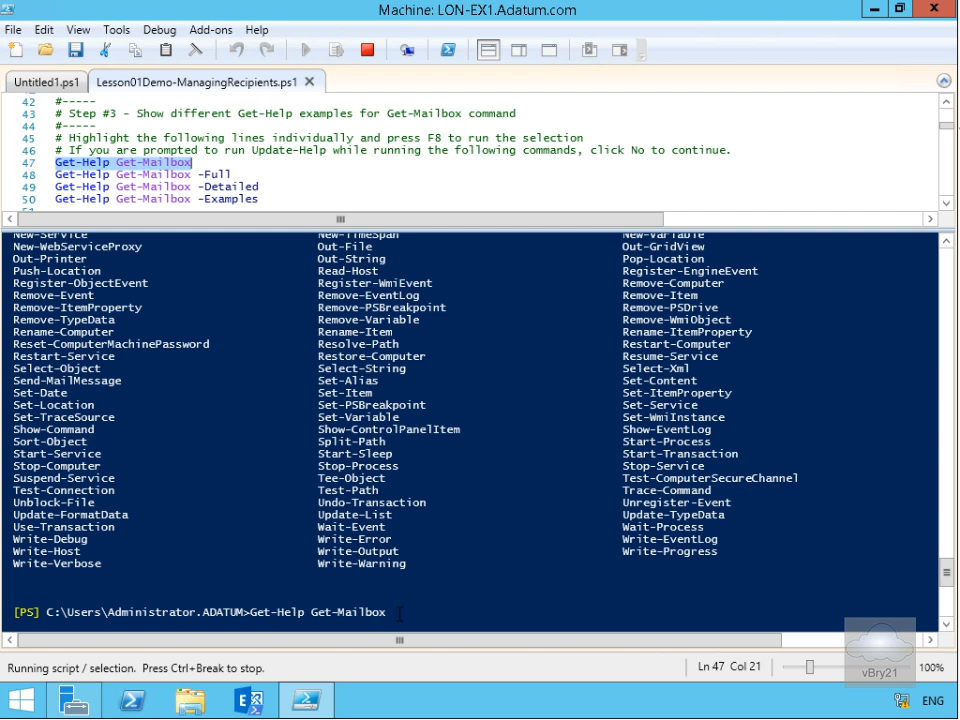 Machine: LON-EX1.Adatum.com
File Edit View Tools Debug Add-ons Help
Untitled1.ps1 Lesson01Demo-ManagingRecipients.ps1
42 #-----
43 # Step #3 - Show different Get-Help examples for Get-Mailbox command
44 #-----
45 # Highlight the following lines individually and press F8 to run the selection
46 # If you are prompted to run Update-Help while running the following commands, click No to continue.
47 Get-Help Get-Mailbox
48 Get-Help Get-Mailbox -Full
49 Get-Help Get-Mailbox -Detailed
50 Get-Help Get-Mailbox -Examples
New-Service New-TimeSpan New-Variable
New-WebServiceProxy Out-File Out-GridView
Out-Printer Out-String Pop-Location
Push-Location Read-Host Register-EngineEvent
Register-ObjectEvent Register-WmiEvent Remove-Computer
Remove-Event Remove-EventLog Remove-Item
Remove-ItemProperty Remove-PSBreakpoint Remove-PSDrive
Remove-TypeData Remove-Variable Remove-WmiObject
Rename-Computer Rename-Item Rename-ItemProperty
Reset-ComputerMachinePassword Resolve-Path Restart-Computer
Restart-Service Restore-Computer Resume-Service
Select-Object Select-String Select-Xml
Send-MailMessage Set-Alias Set-Content
Set-Date Set-Item Set-ItemProperty
Set-Location Set-PSBreakpoint Set-Service
Set-TraceSource Set-Variable Set-WmiInstance
Show-Command Show-ControlPanelItem Show-EventLog
Sort-Object Split-Path Start-Process
Start-Service Start-Sleep Start-Transaction
Stop-Computer Stop-Process Stop-Service
Suspend-Service Tee-Object Test-ComputerSecureChannel
Test-Connection Test-Path Trace-Command
Unblock-File Undo-Transaction Unregister-Event
Update-FormatData Update-List Update-TypeData
Use-Transaction Wait-Event Wait-Process
Write-Debug Write-Error Write-EventLog
Write-Host Write-Output Write-Progress
Write-Verbose Write-Warning
[PS] C:\Users\Administrator.ADATUM>Get-Help Get-Mailbox
Running script / selection. Press Ctrl+Break to stop. Ln 47 Col 21 100%
vBry21
ENG